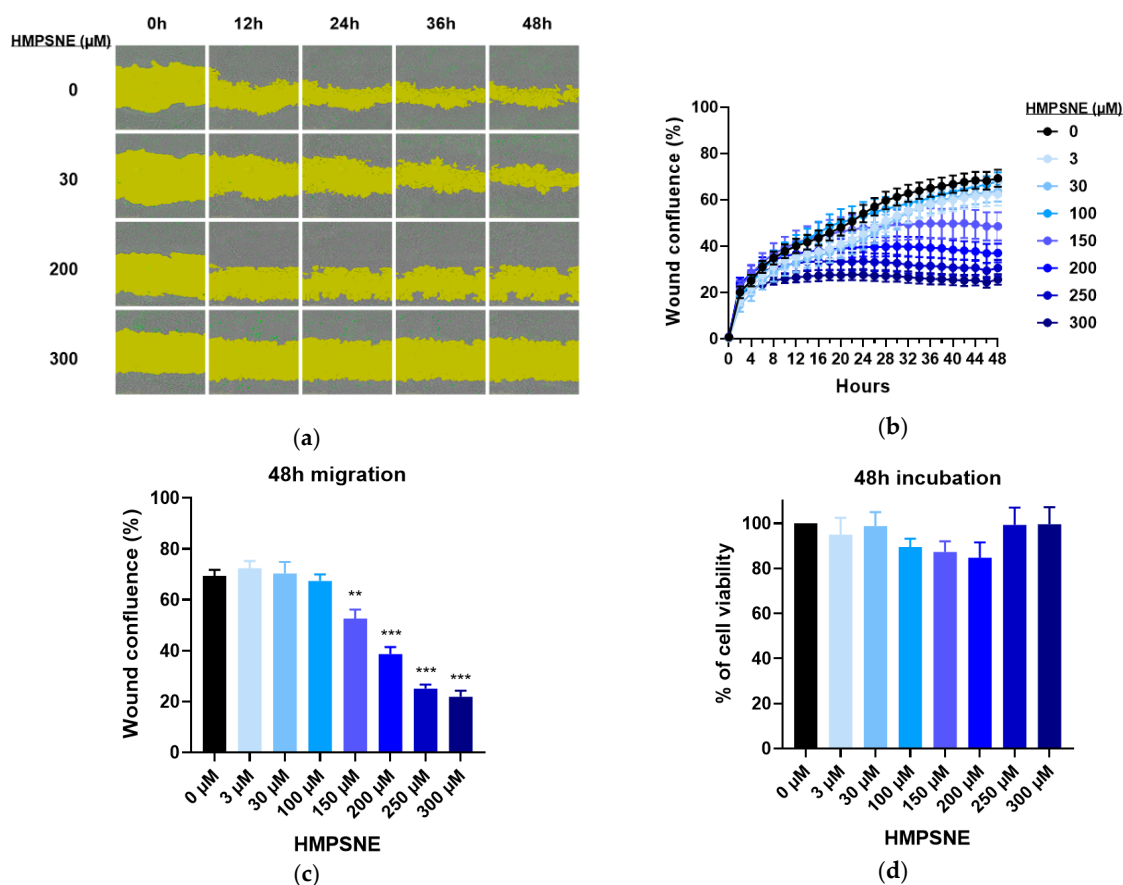 0h 12h 24h 36h 48h
HMPSNE (µM)
0
30
200
300
(a)
Wound confluence (%)
100
80
60
40
20
0
0 4 8 12 16 20 24 28 32 36 40 44 48
Hours
HMPSNE (µM)
0
3
30
100
150
200
250
300
(b)
48h migration
Wound confluence (%)
100
80
60
40
20
0
**
***
***
***
0 µM 3 µM 30 µM 100 µM 150 µM 200 µM 250 µM 300 µM
HMPSNE
(c)
48h incubation
% of cell viability
100
80
60
40
20
0
0 µM 3 µM 30 µM 100 µM 150 µM 200 µM 250 µM 300 µM
HMPSNE
(d)